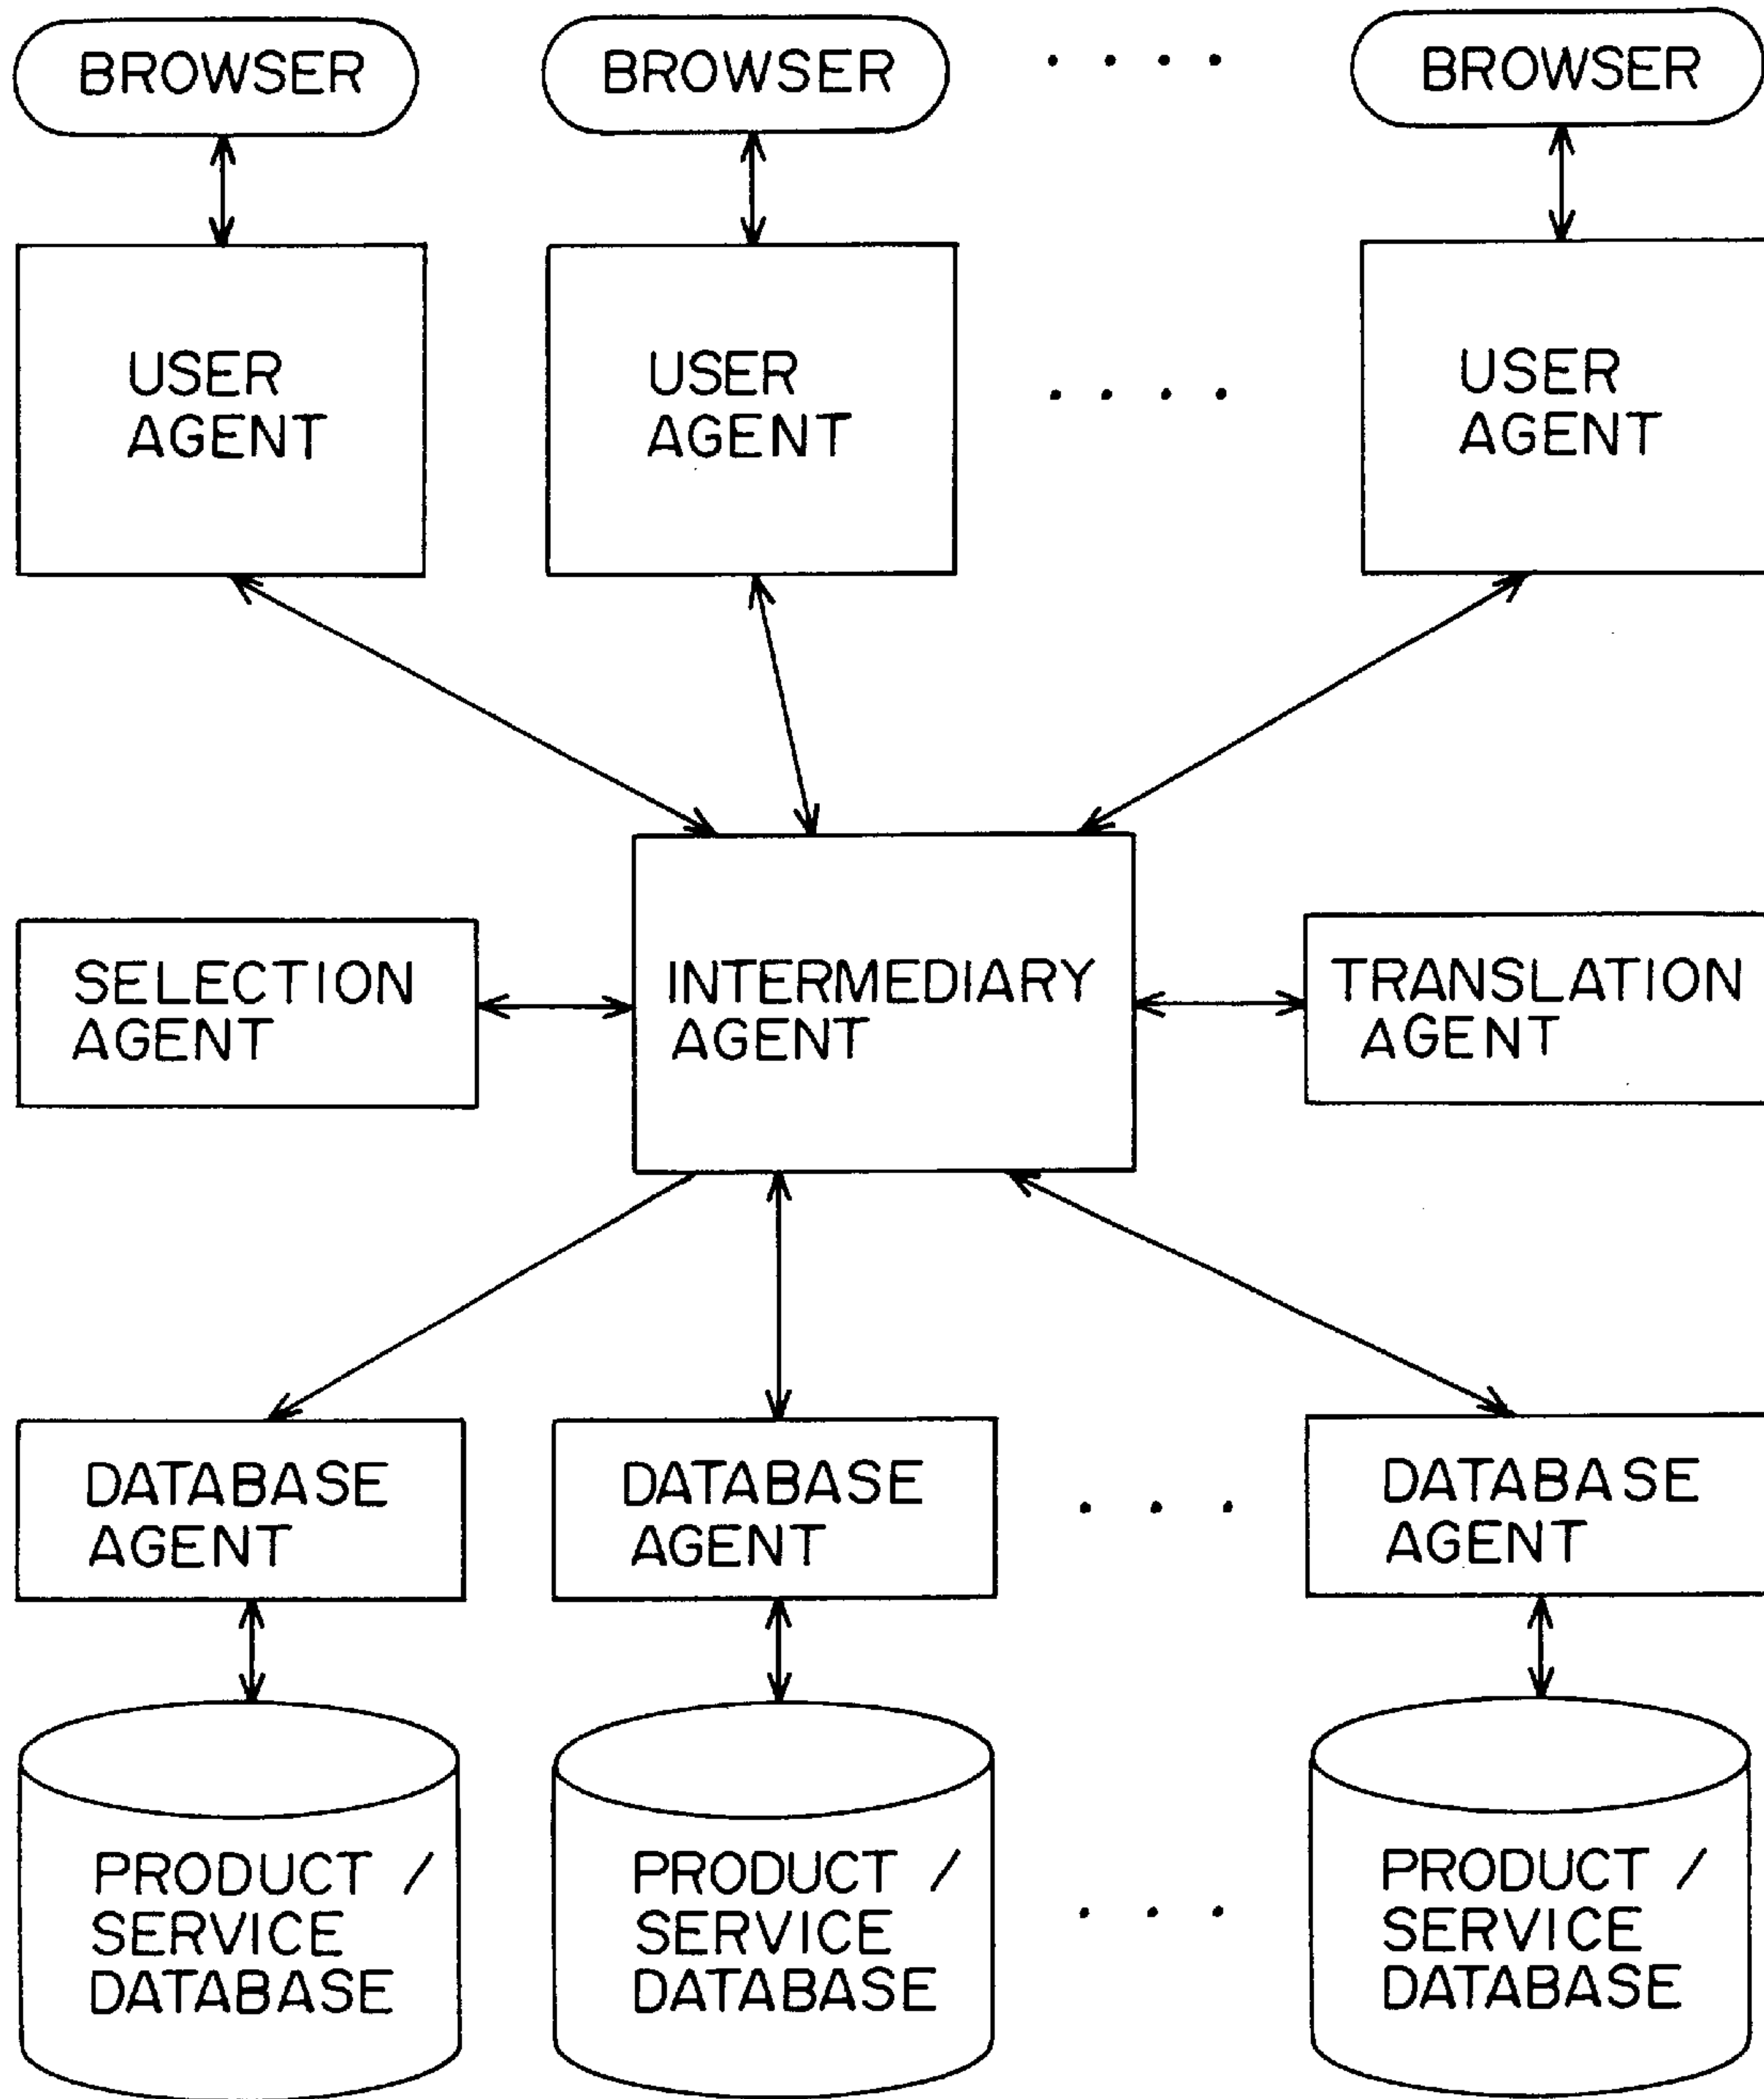 BROWSER
BROWSER
. . . .
BROWSER
USER
AGENT
USER
AGENT
. . . .
USER
AGENT
SELECTION
AGENT
INTERMEDIARY
AGENT
TRANSLATION
AGENT
DATABASE
AGENT
DATABASE
AGENT
. . .
DATABASE
AGENT
PRODUCT /
SERVICE
DATABASE
PRODUCT /
SERVICE
DATABASE
. . .
PRODUCT /
SERVICE
DATABASE